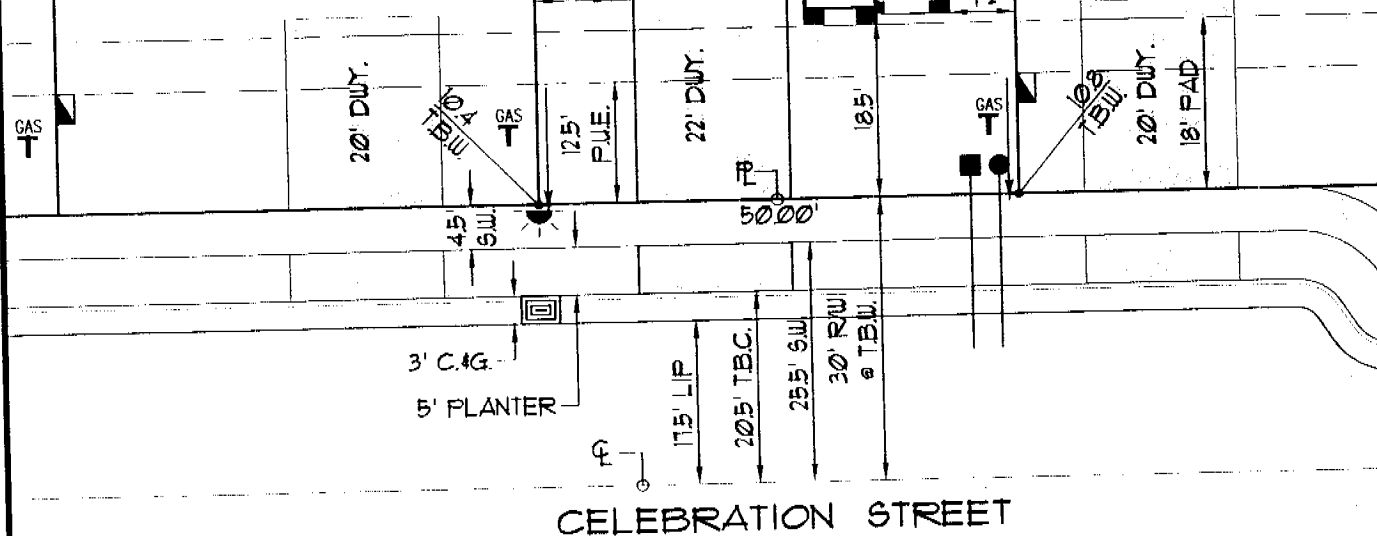 20' DWY.
10.4
T.B.W.
GAS
T
GAS
T
12.5'
P.U.E.
22' DWY.
18.5'
GAS
T
10.8
T.B.W.
20' DWY.
18' PAD
4.5'
S.W.
50.00'
3' C.&G.
5' PLANTER
17.5' LIP
20.5' T.B.C.
25.5' S.W.
30' R/W
@ T.B.W.
CELEBRATION STREET